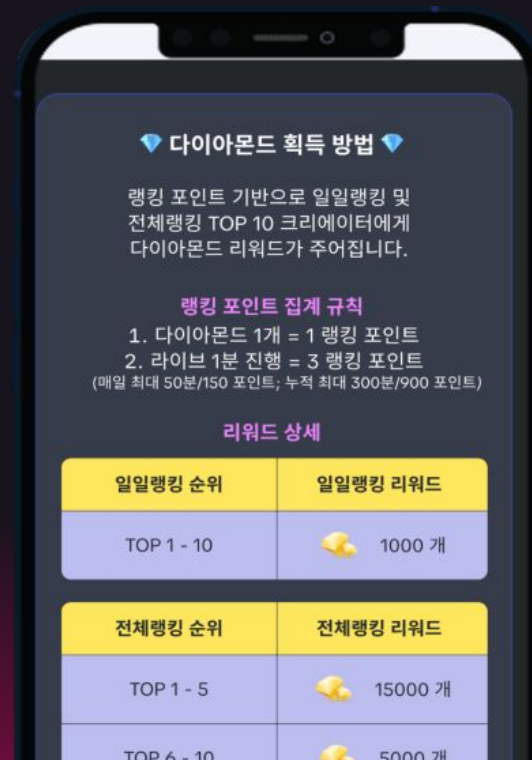 💎 다이아몬드 획득 방법 💎
랭킹 포인트 기반으로 일일랭킹 및
전체랭킹 TOP 10 크리에이터에게
다이아몬드 리워드가 주어집니다.
랭킹 포인트 집계 규칙
1. 다이아몬드 1개 = 1 랭킹 포인트
2. 라이브 1분 진행 = 3 랭킹 포인트
(매일 최대 50분/150 포인트; 누적 최대 300분/900 포인트)
리워드 상세
일일랭킹 순위 일일랭킹 리워드
TOP 1 - 10 1000 개
전체랭킹 순위 전체랭킹 리워드
TOP 1 - 5 15000 개
TOP 6 - 10 5000 개